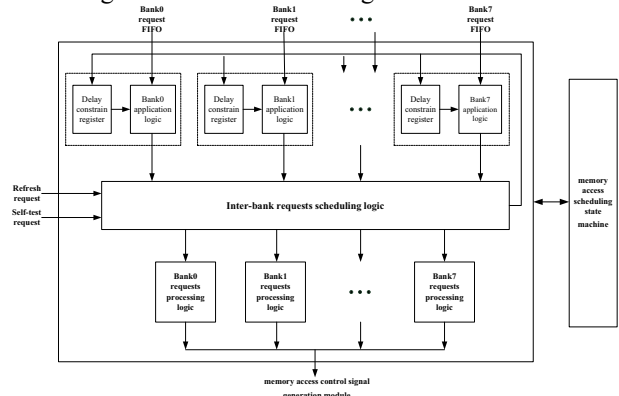 Bank0
request
FIFO
Bank1
request
FIFO
Bank7
request
FIFO
Delay
constrain
register
Bank0
application
logic
Delay
constrain
register
Bank1
application
logic
Delay
constrain
register
Bank7
application
logic
Refresh
request
Self-test
request
Inter-bank requests scheduling logic
memory
access
scheduling
state
machine
Bank0
requests
processing
logic
Bank1
requests
processing
logic
Bank7
requests
processing
logic
memory access control signal
generation module